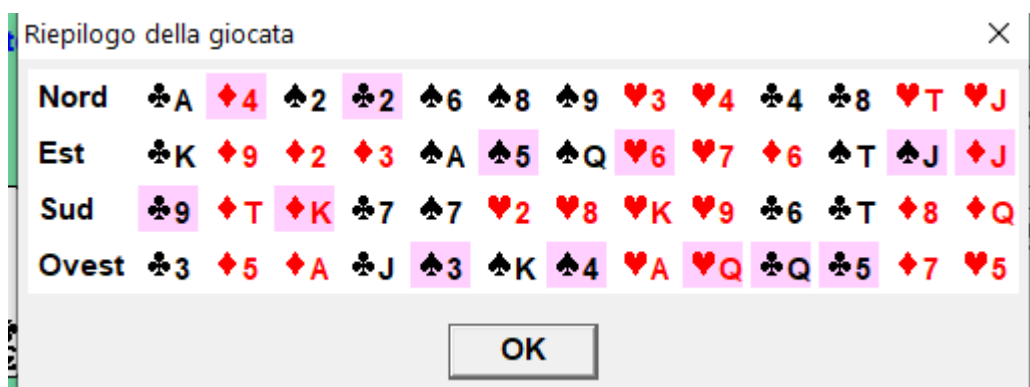 Riepilogo della giocata
Nord ♣A ♦4 ♠2 ♣2 ♠6 ♠8 ♠9 ♥3 ♥4 ♣4 ♣8 ♥T ♥J
Est ♣K ♦9 ♦2 ♦3 ♠A ♠5 ♠Q ♥6 ♥7 ♦6 ♠T ♠J ♦J
Sud ♣9 ♦T ♦K ♣7 ♠7 ♥2 ♥8 ♥K ♥9 ♣6 ♣T ♦8 ♦Q
Ovest ♣3 ♦5 ♦A ♣J ♠3 ♠K ♠4 ♥A ♥Q ♣Q ♣5 ♦7 ♥5
OK